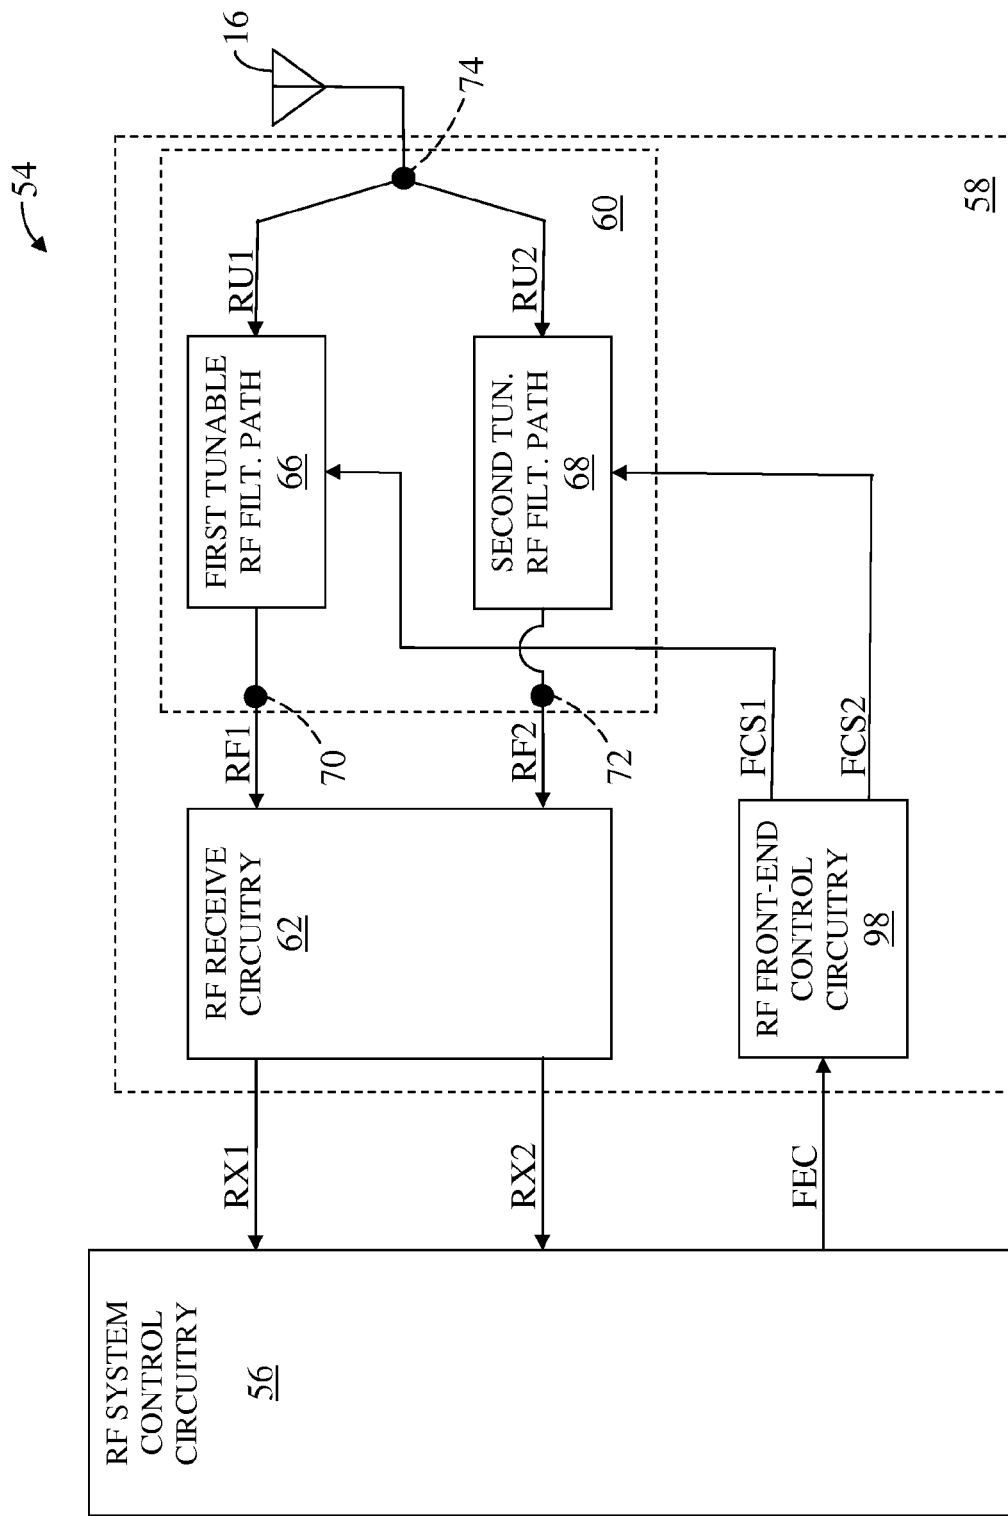 54
RF SYSTEM
CONTROL
CIRCUITRY
56
RX1
RX2
FEC
RF RECEIVE
CIRCUITRY
62
RF FRONT-END
CONTROL
CIRCUITRY
98
RF1
70
RF2
72
FCS1
FCS2
FIRST TUNABLE
RF FILT. PATH
66
SECOND TUN.
RF FILT. PATH
68
RU1
RU2
60
58
16
74